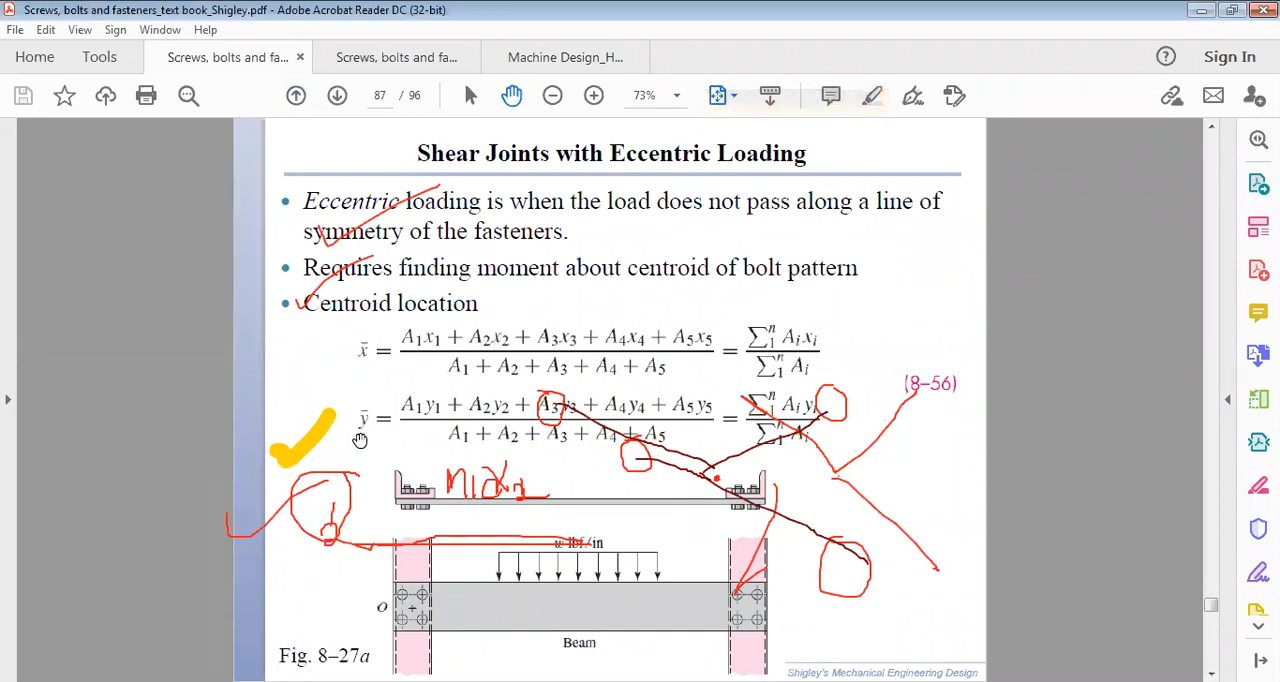 Screws, bolts and fasteners_text book_Shigley.pdf - Adobe Acrobat Reader DC (32-bit)
File Edit View Sign Window Help
Home Tools Screws, bolts and fa... × Screws, bolts and fa... Machine Design_H... Sign In
87 / 96 73%
Shear Joints with Eccentric Loading
• Eccentric loading is when the load does not pass along a line of
symmetry of the fasteners.
• Requires finding moment about centroid of bolt pattern
• Centroid location
x̄ = (A₁x₁ + A₂x₂ + A₃x₃ + A₄x₄ + A₅x₅) / (A₁ + A₂ + A₃ + A₄ + A₅) = ∑₁ⁿ Aᵢxᵢ / ∑₁ⁿ Aᵢ
(8–56)
ȳ = (A₁y₁ + A₂y₂ + A₃y₃ + A₄y₄ + A₅y₅) / (A₁ + A₂ + A₃ + A₄ + A₅) = ∑₁ⁿ Aᵢyᵢ / ∑₁ⁿ Aᵢ
w lbf/in
O
Beam
Fig. 8–27a
Shigley's Mechanical Engineering Design